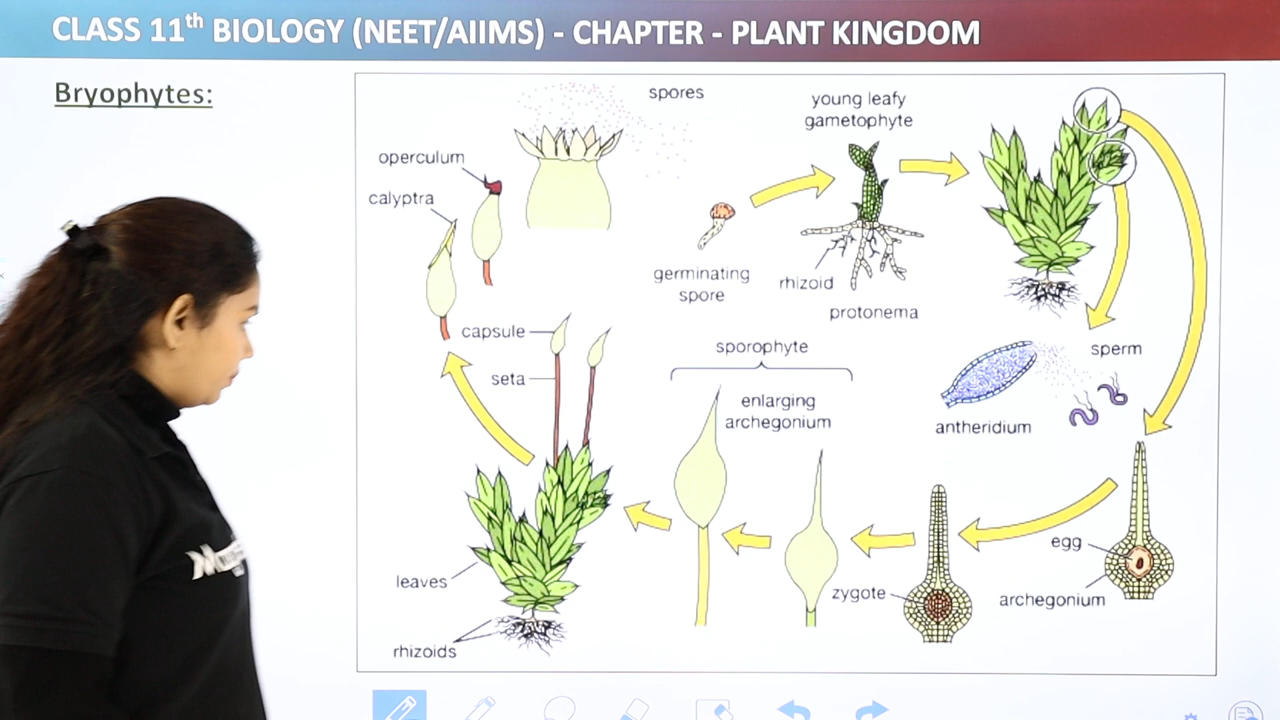 CLASS 11th BIOLOGY (NEET/AIIMS) - CHAPTER - PLANT KINGDOM
Bryophytes:
spores
young leafy
gametophyte
operculum
calyptra
germinating
spore
rhizoid
protonema
capsule
seta
sporophyte
enlarging
archegonium
sperm
antheridium
egg
archegonium
zygote
leaves
rhizoids